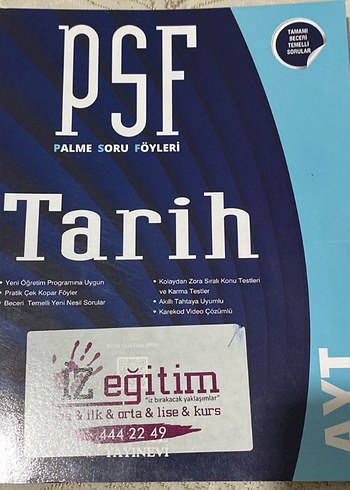 TAMAMI
BECERİ
TEMELLİ
SORULAR
PSF
PALME SORU FÖYLERİ
Tarih
• Yeni Öğretim Programına Uygun
• Pratik Çek Kopar Föyler
• Beceri Temelli Yeni Nesil Sorular
• Kolaydan Zora Sıralı Konu Testleri
ve Karma Testler
• Akıllı Tahtaya Uyumlu
• Karekod Video Çözümlü
iz eğitim
"iz bırakacak yaklaşımlar"
& ilk & orta & lise & kurs
444 22 49
YAYINEVİ
AYT